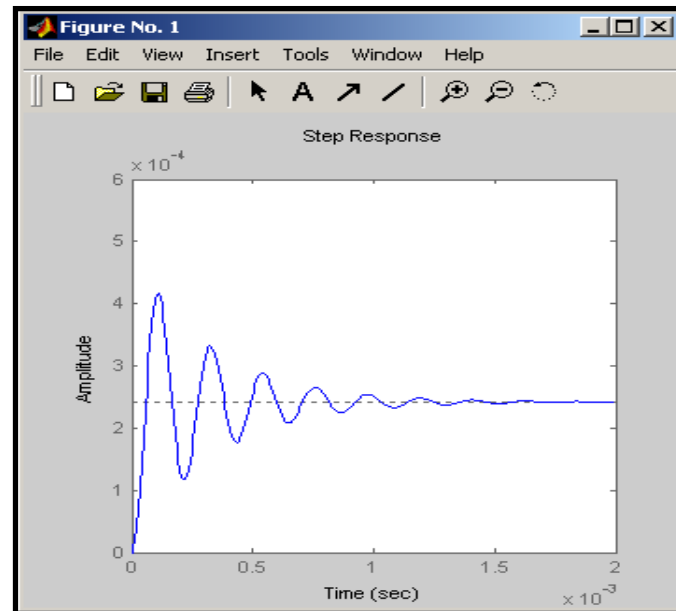 Figure No. 1
File Edit View Insert Tools Window Help
A
Step Response
× 10⁻⁴
6
5
4
3
2
1
0
Amplitude
0 0.5 1 1.5 2
Time (sec)
× 10⁻³